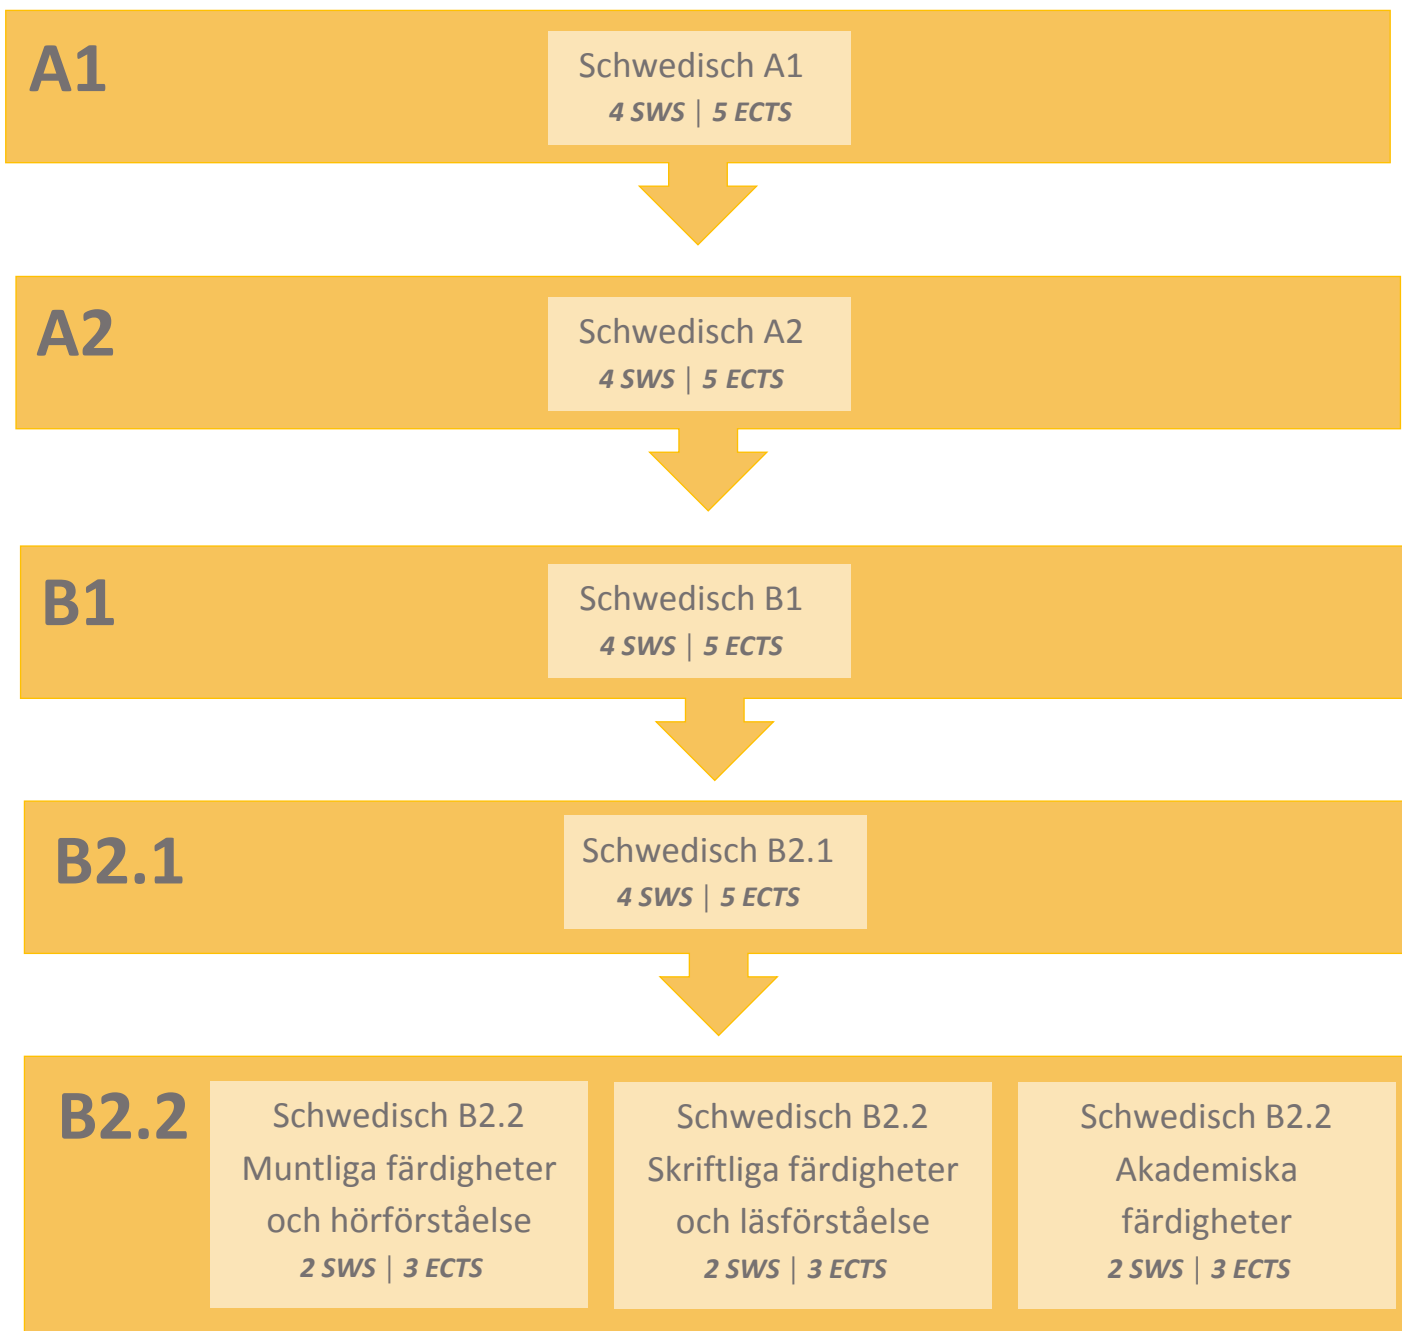 A1
Schwedisch A1
4 SWS | 5 ECTS
A2
Schwedisch A2
4 SWS | 5 ECTS
B1
Schwedisch B1
4 SWS | 5 ECTS
B2.1
Schwedisch B2.1
4 SWS | 5 ECTS
B2.2
Schwedisch B2.2
Muntliga färdigheter
och hörförståelse
2 SWS | 3 ECTS
Schwedisch B2.2
Skriftliga färdigheter
och läsförståelse
2 SWS | 3 ECTS
Schwedisch B2.2
Akademiska
färdigheter
2 SWS | 3 ECTS